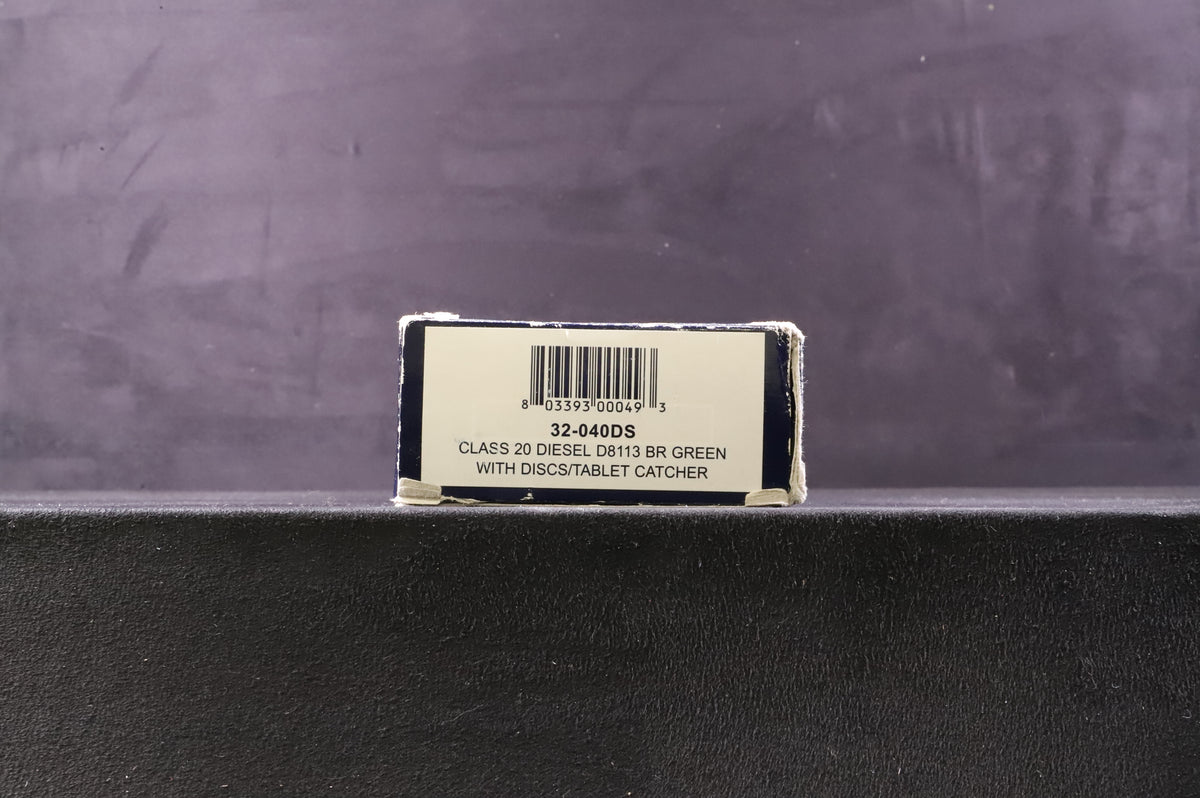 8 03393 00049 3
32-040DS
CLASS 20 DIESEL D8113 BR GREEN
WITH DISCS/TABLET CATCHER